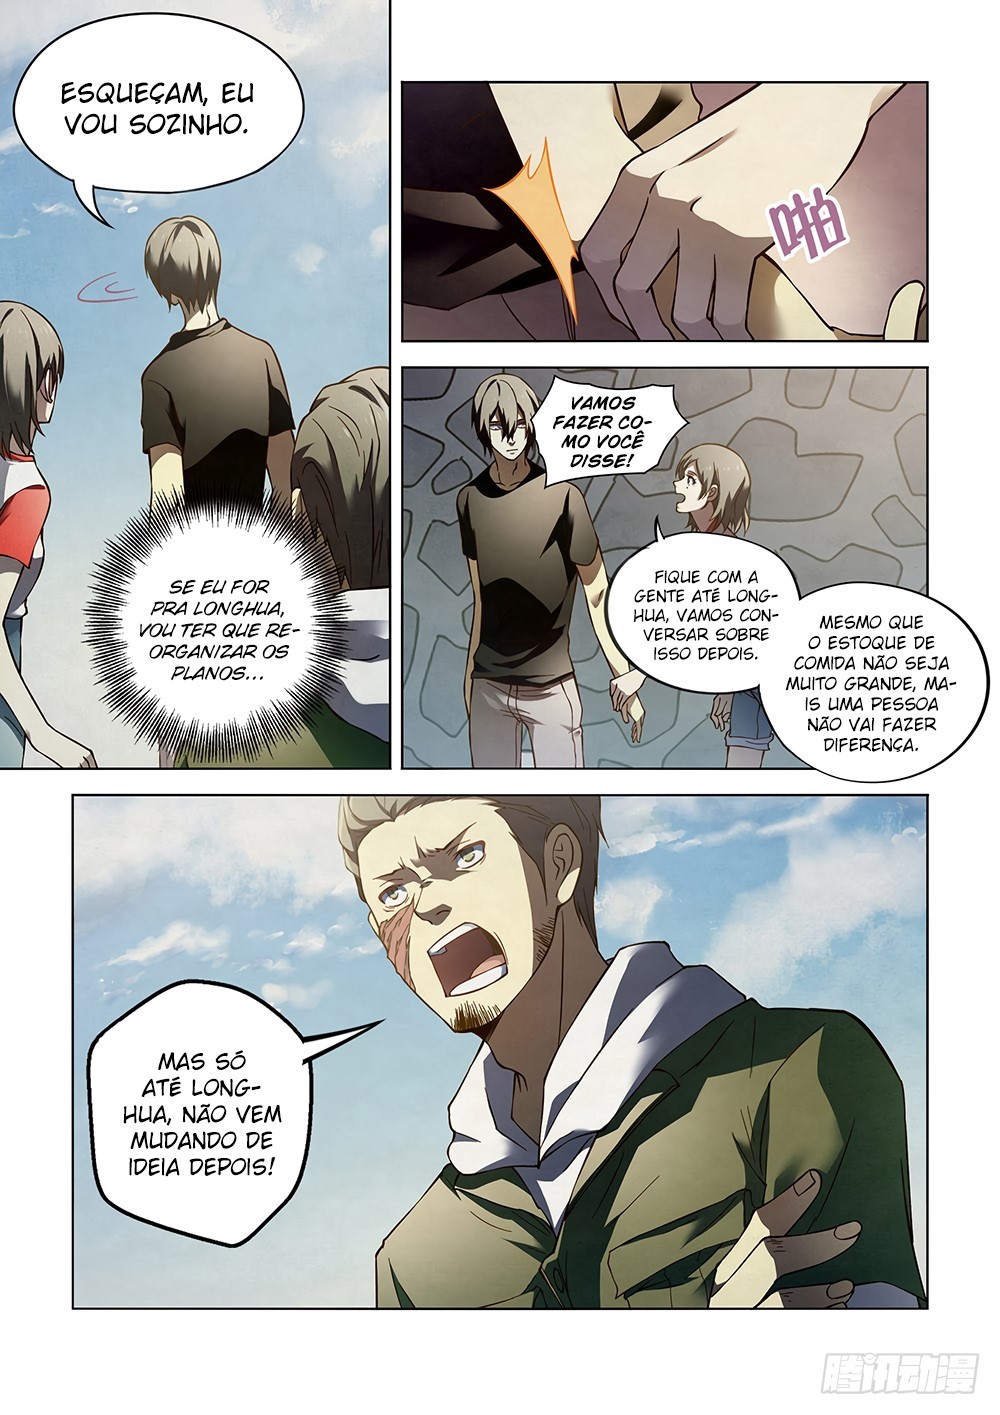 ESQUEÇAM, EU
VOU SOZINHO.
啪
SE EU FOR
PRA LONGHUA,
VOU TER QUE RE-
ORGANIZAR OS
PLANOS...
VAMOS
FAZER CO-
MO VOCÊ
DISSE!
FIQUE COM A
GENTE ATÉ LONG-
HUA, VAMOS CON-
VERSAR SOBRE
ISSO DEPOIS.
MESMO QUE
O ESTOQUE DE
COMIDA NÃO SEJA
MUITO GRANDE, MA-
IS UMA PESSOA
NÃO VAI FAZER
DIFERENÇA.
MAS SÓ
ATÉ LONG-
HUA, NÃO VEM
MUDANDO DE
IDEIA DEPOIS!
腾讯动漫